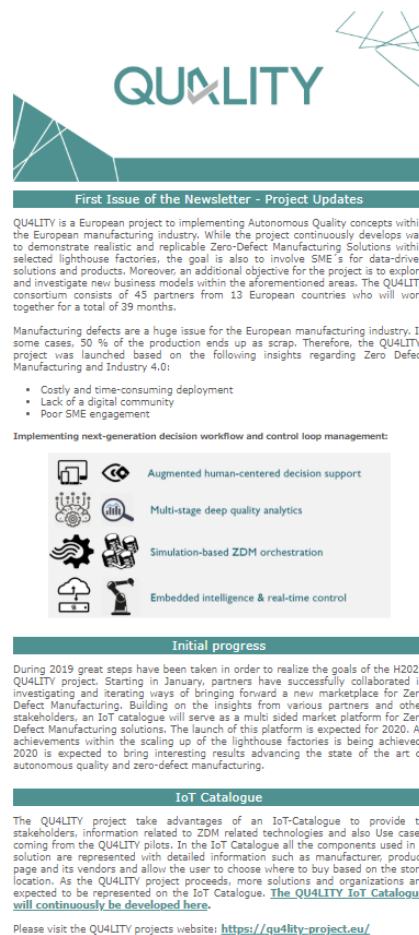 QUALITY
First Issue of the Newsletter - Project Updates
QU4LITY is a European project to implementing Autonomous Quality concepts withi
the European manufacturing industry. While the project continuously develops wa
to demonstrate realistic and replicable Zero-Defect Manufacturing Solutions withi
selected lighthouse factories, the goal is also to involve SME´s for data-drive
solutions and products. Moreover, an additional objective for the project is to explor
and investigate new business models within the aforementioned areas. The QU4LIT
consortium consists of 45 partners from 13 European countries who will wor
together for a total of 39 months.
Manufacturing defects are a huge issue for the European manufacturing industry. I
some cases, 50 % of the production ends up as scrap. Therefore, the QU4LITY
project was launched based on the following insights regarding Zero Defec
Manufacturing and Industry 4.0:
▪ Costly and time-consuming deployment
▪ Lack of a digital community
▪ Poor SME engagement
Implementing next-generation decision workflow and control loop management:
Augmented human-centered decision support
Multi-stage deep quality analytics
Simulation-based ZDM orchestration
Embedded intelligence & real-time control
Initial progress
During 2019 great steps have been taken in order to realize the goals of the H202
QU4LITY project. Starting in January, partners have successfully collaborated i
investigating and iterating ways of bringing forward a new marketplace for Zer
Defect Manufacturing. Building on the insights from various partners and othe
stakeholders, an IoT catalogue will serve as a multi sided market platform for Zer
Defect Manufacturing solutions. The launch of this platform is expected for 2020. A
achievements within the scaling up of the lighthouse factories is being achieve
2020 is expected to bring interesting results advancing the state of the art o
autonomous quality and zero-defect manufacturing.
IoT Catalogue
The QU4LITY project take advantages of an IoT-Catalogue to provide t
stakeholders, information related to ZDM related technologies and also Use case
coming from the QU4LITY pilots. In the IoT Catalogue all the components used in
solution are represented with detailed information such as manufacturer, produc
page and its vendors and allow the user to choose where to buy based on the stor
location. As the QU4LITY project proceeds, more solutions and organizations ar
expected to be represented on the IoT Catalogue. The QU4LITY IoT Catalogu
will continuously be developed here.
Please visit the QU4LITY projects website: https://qu4lity-project.eu/